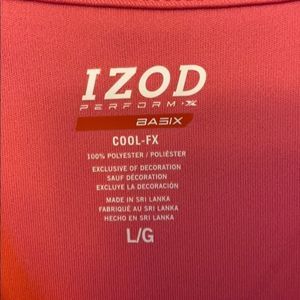 IZOD
PERFORM X
BASIX
COOL-FX
100% POLYESTER / POLIÉSTER
EXCLUSIVE OF DECORATION
SAUF DÉCORATION
EXCLUYE LA DECORACIÓN
MADE IN SRI LANKA
FABRIQUÉ AU SRI LANKA
HECHO EN SRI LANKA
L/G